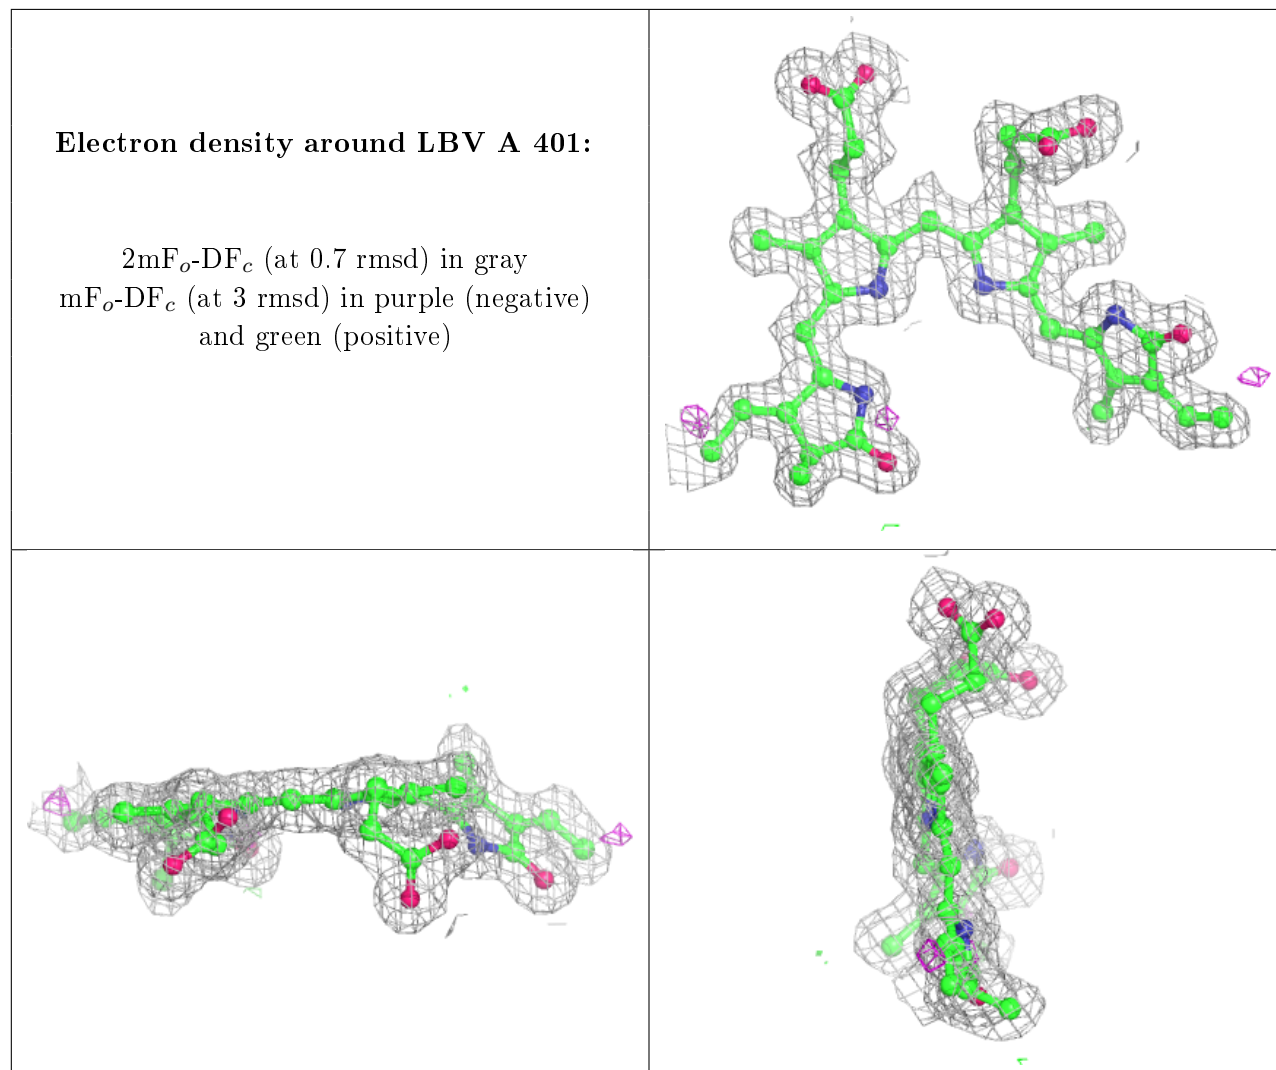 Electron density around LBV A 401:
2mFₒ-DF𝒸 (at 0.7 rmsd) in gray
mFₒ-DF𝒸 (at 3 rmsd) in purple (negative)
and green (positive)